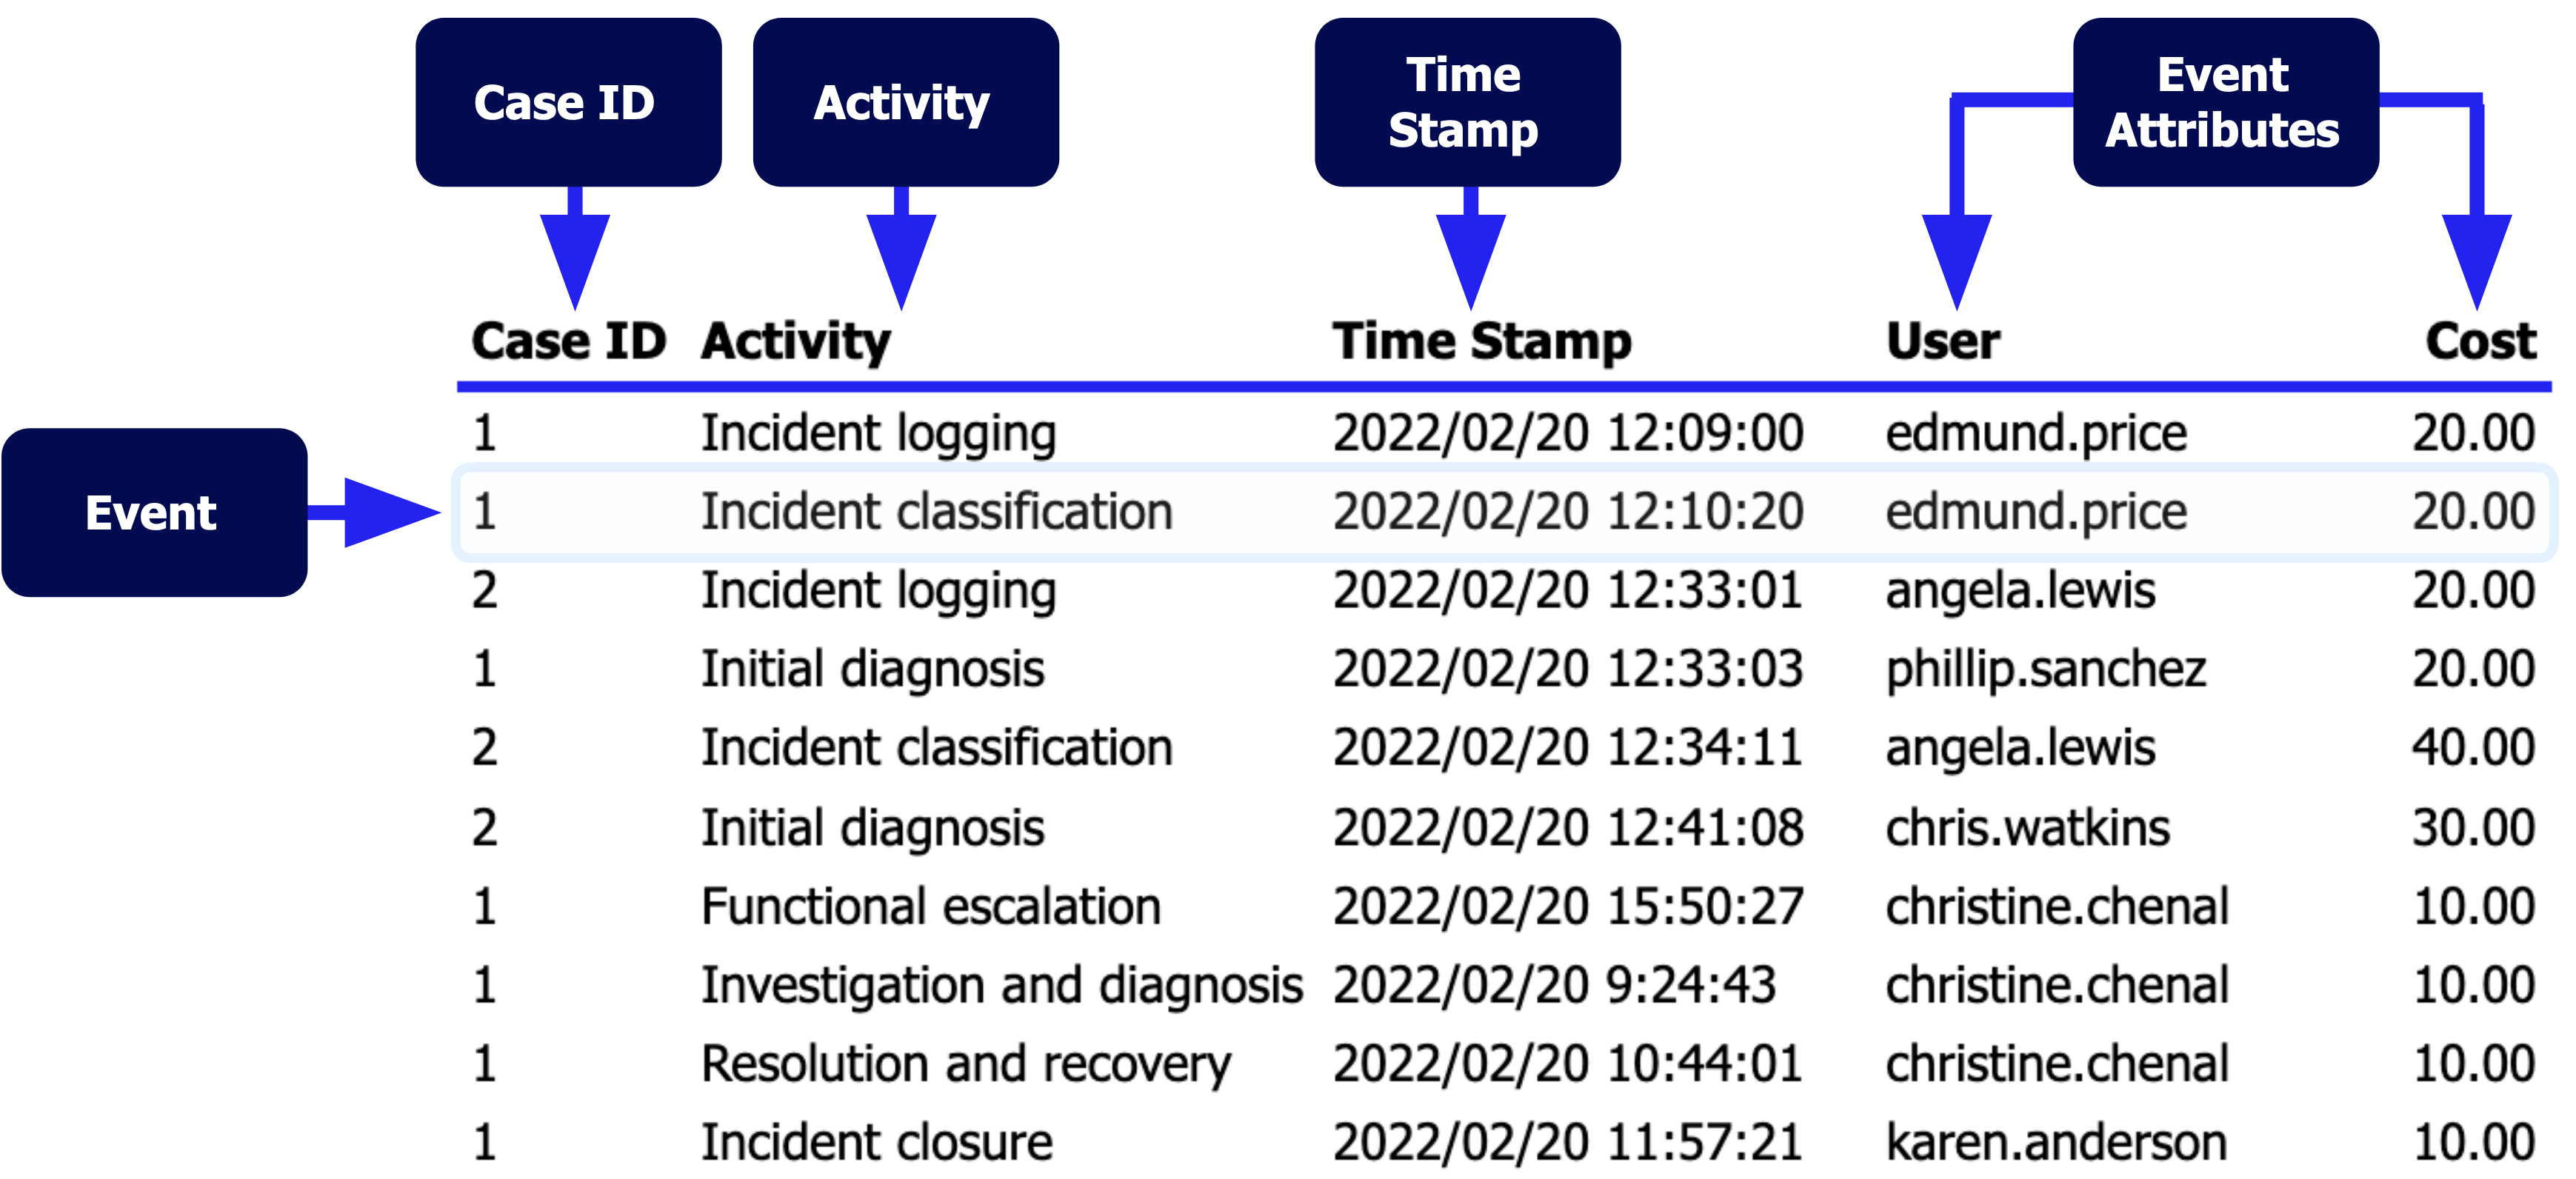 Case ID
Activity
Time
Stamp
Event
Attributes
Case ID Activity Time Stamp User Cost
1 Incident logging 2022/02/20 12:09:00 edmund.price 20.00
Event
1 Incident classification 2022/02/20 12:10:20 edmund.price 20.00
2 Incident logging 2022/02/20 12:33:01 angela.lewis 20.00
1 Initial diagnosis 2022/02/20 12:33:03 phillip.sanchez 20.00
2 Incident classification 2022/02/20 12:34:11 angela.lewis 40.00
2 Initial diagnosis 2022/02/20 12:41:08 chris.watkins 30.00
1 Functional escalation 2022/02/20 15:50:27 christine.chenal 10.00
1 Investigation and diagnosis 2022/02/20 9:24:43 christine.chenal 10.00
1 Resolution and recovery 2022/02/20 10:44:01 christine.chenal 10.00
1 Incident closure 2022/02/20 11:57:21 karen.anderson 10.00